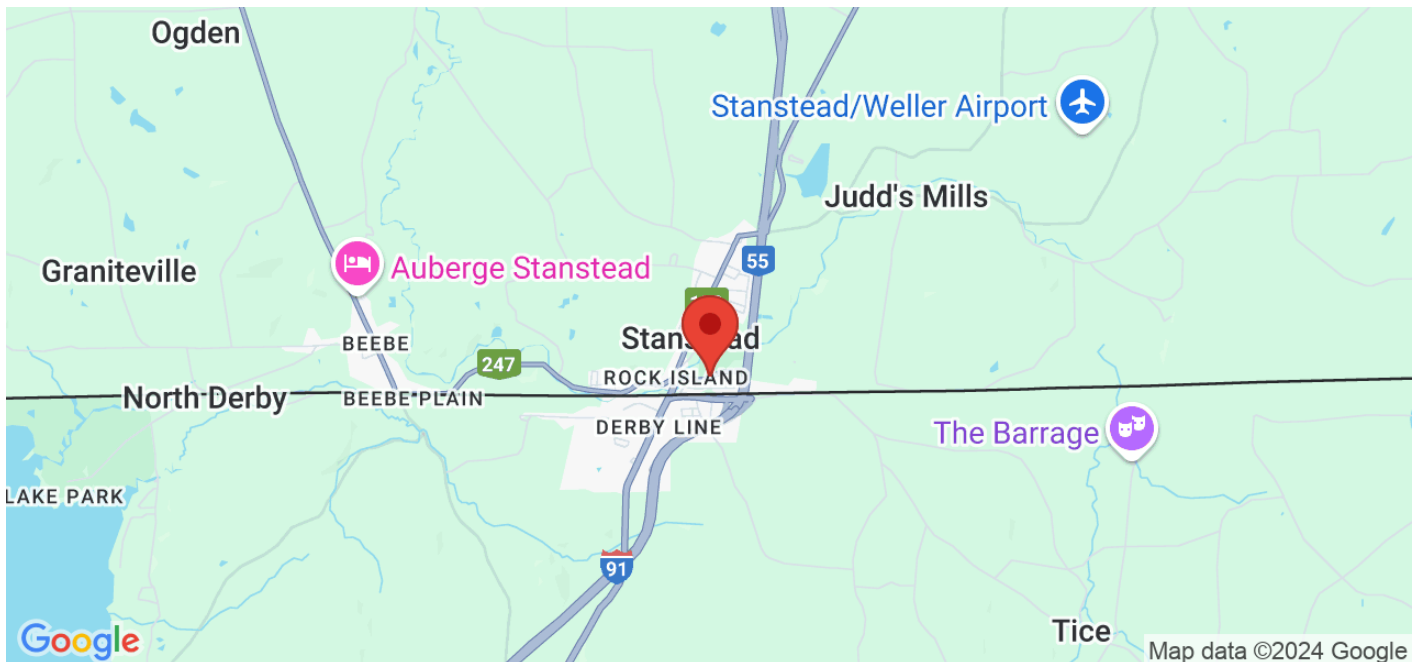 Ogden
Stanstead/Weller Airport
Judd's Mills
55
Graniteville
Auberge Stanstead
BEEBE
247
ROCK ISLAND
North Derby
BEEBE PLAIN
DERBY LINE
The Barrage
LAKE PARK
91
Tice
Google
Map data ©2024 Google